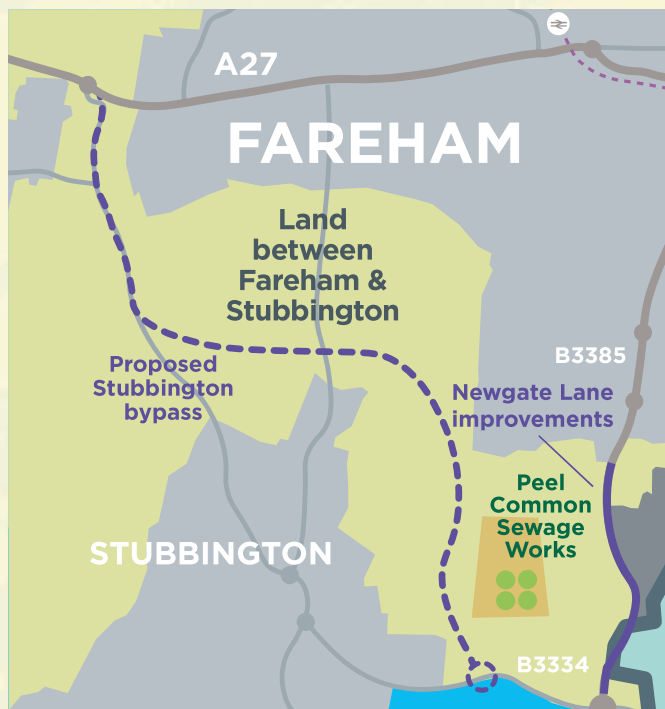 A27
FAREHAM
Land
between
Fareham &
Stubbington
Proposed
Stubbington
bypass
B3385
Newgate Lane
improvements
Peel
Common
Sewage
Works
STUBBINGTON
B3334